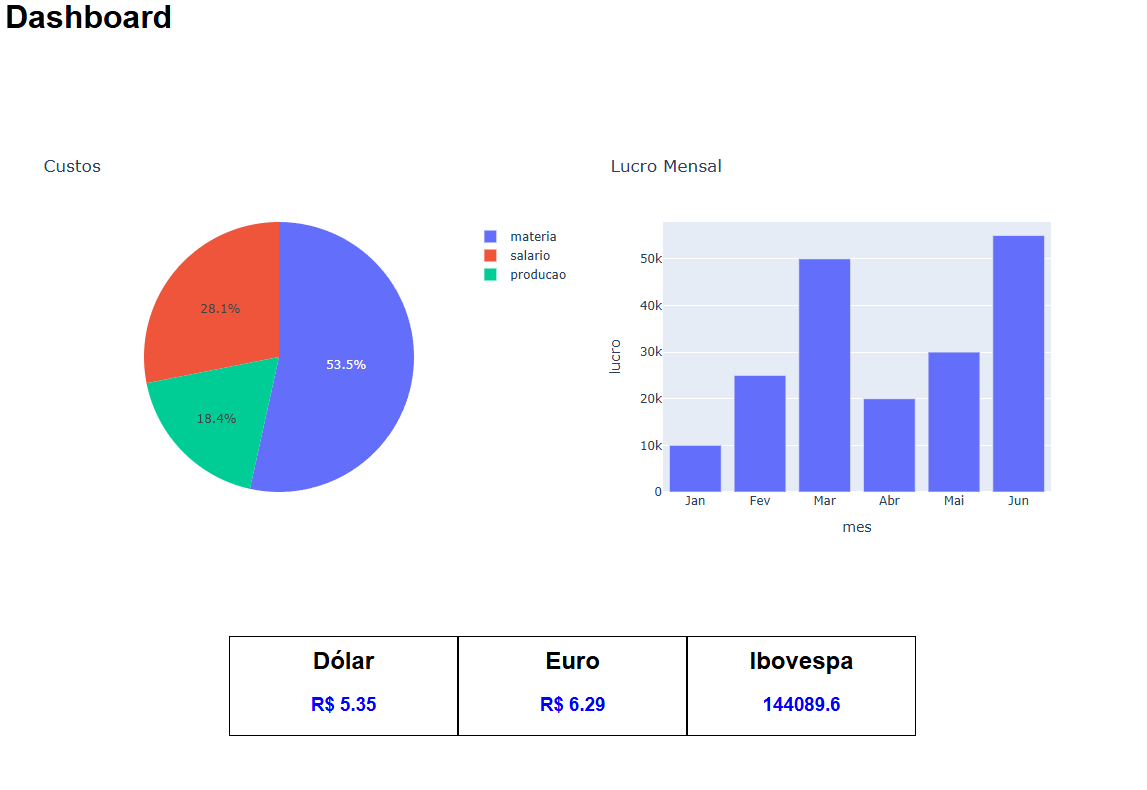 Dashboard
Custos
materia
salario
producao
28.1%
53.5%
18.4%
Lucro Mensal
lucro
50k
40k
30k
20k
10k
0
Jan Fev Mar Abr Mai Jun
mes
Dólar Euro Ibovespa
R$ 5.35 R$ 6.29 144089.6